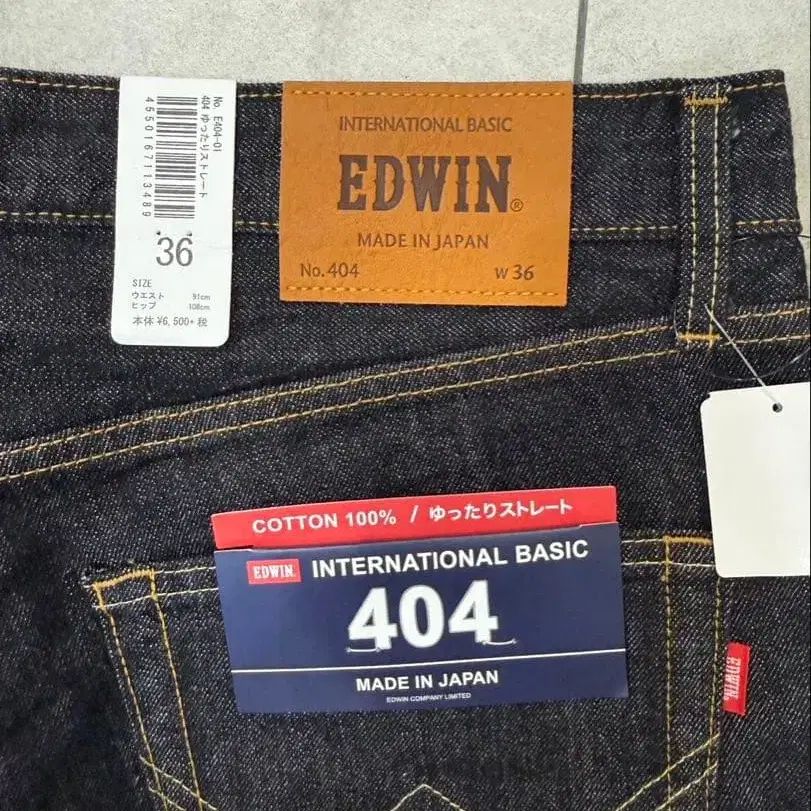 No. E404-01
404 ゆったりストレート
4550167113489
36
SIZE
ウエスト 91cm
ヒップ 108cm
本体 ¥6,500+税
INTERNATIONAL BASIC
EDWIN®
MADE IN JAPAN
No. 404 W 36
COTTON 100% / ゆったりストレート
EDWIN. INTERNATIONAL BASIC
404
MADE IN JAPAN
EDWIN COMPANY LIMITED
EDWIN.